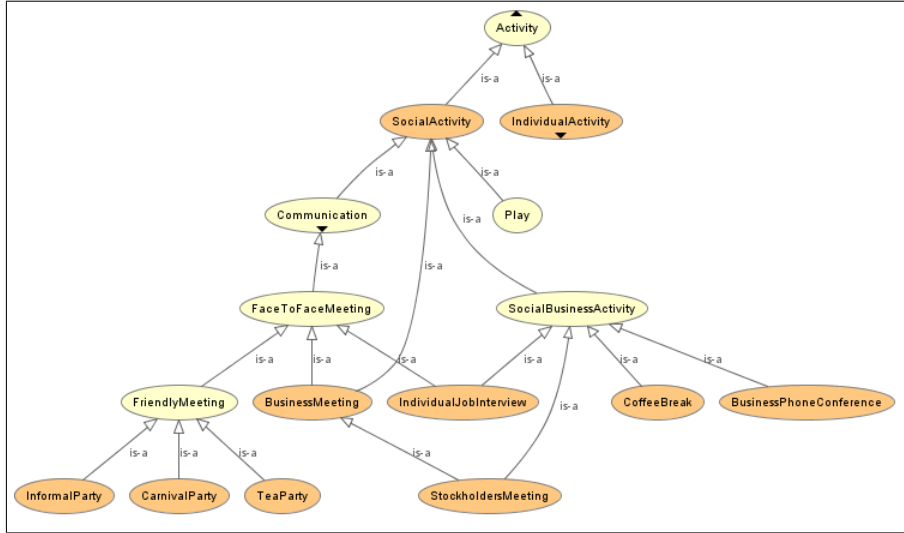 Activity
is-a
is-a
SocialActivity
IndividualActivity
is-a
is-a
Communication
Play
is-a
is-a
is-a
FaceToFaceMeeting
SocialBusinessActivity
is-a
is-a
is-a
is-a
is-a
is-a
FriendlyMeeting
BusinessMeeting
IndividualJobInterview
CoffeeBreak
BusinessPhoneConference
is-a
is-a
is-a
is-a
is-a
InformalParty
CarnivalParty
TeaParty
StockholdersMeeting